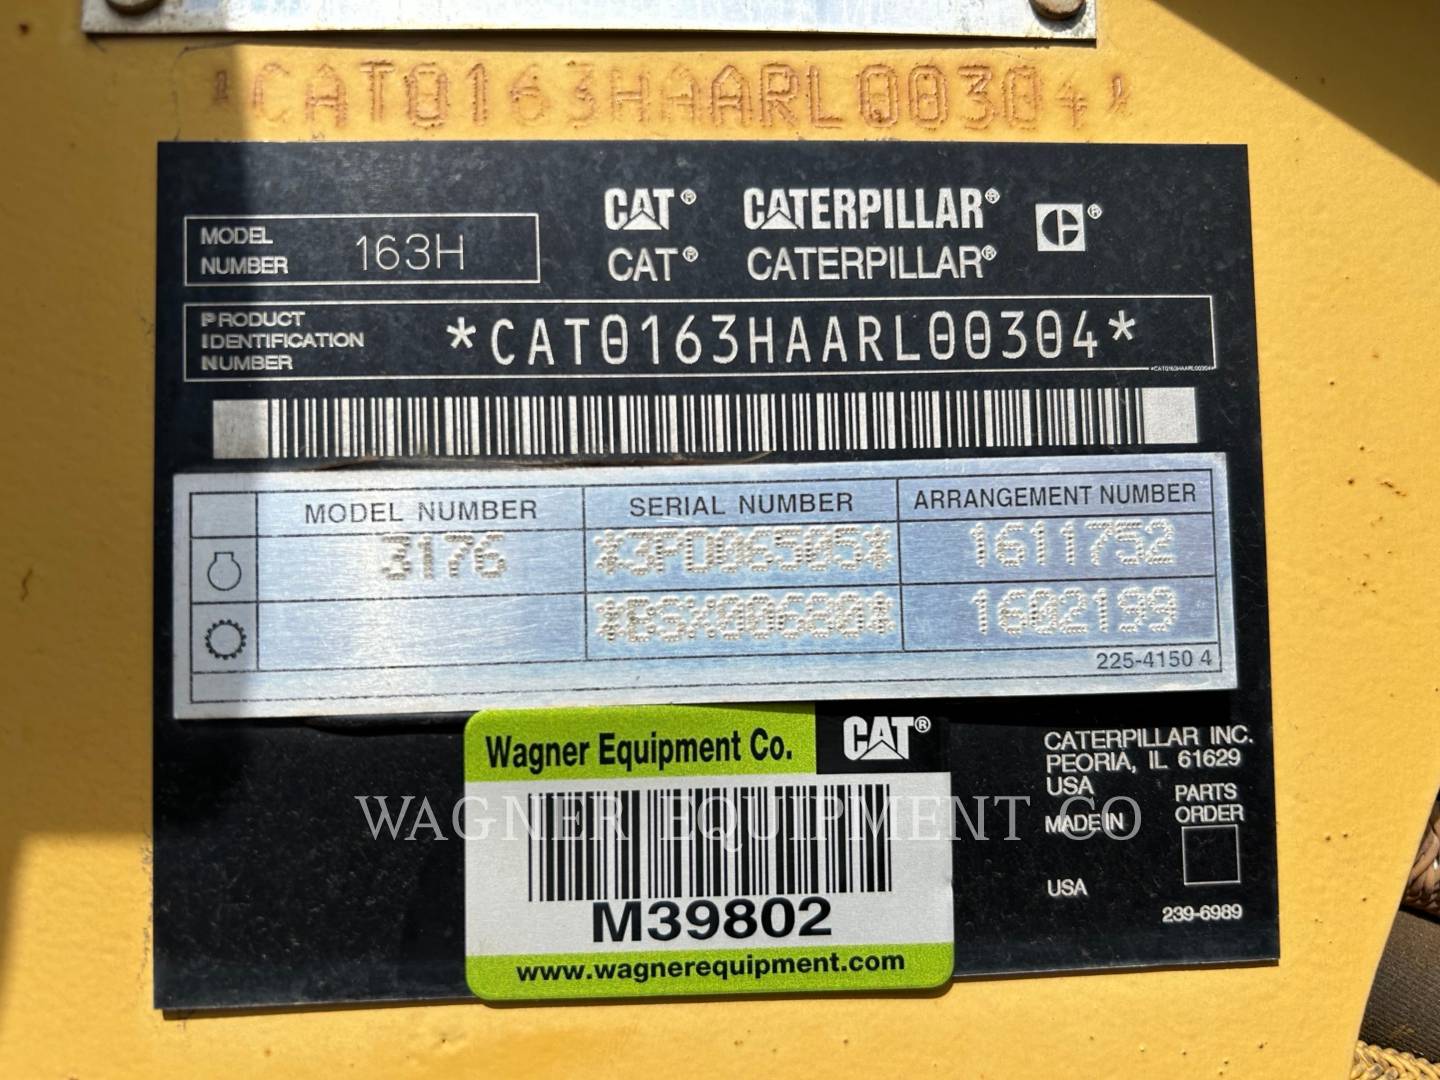 *CAT0163HAARL00304*
CAT® CATERPILLAR® C®
MODEL NUMBER 163H
CAT® CATERPILLAR®
PRODUCT IDENTIFICATION NUMBER *CAT0163HAARL00304*
*CAT0163HAARL00304*
MODEL NUMBER SERIAL NUMBER ARRANGEMENT NUMBER
3176 *3PD06505* 1611752
*BSX00680* 1602199
225-4150 4
Wagner Equipment Co. CAT®
M39802
www.wagnerequipment.com
CATERPILLAR INC.
PEORIA, IL 61629
USA
PARTS ORDER
MADE IN
USA
239-6989
WAGNER EQUIPMENT CO